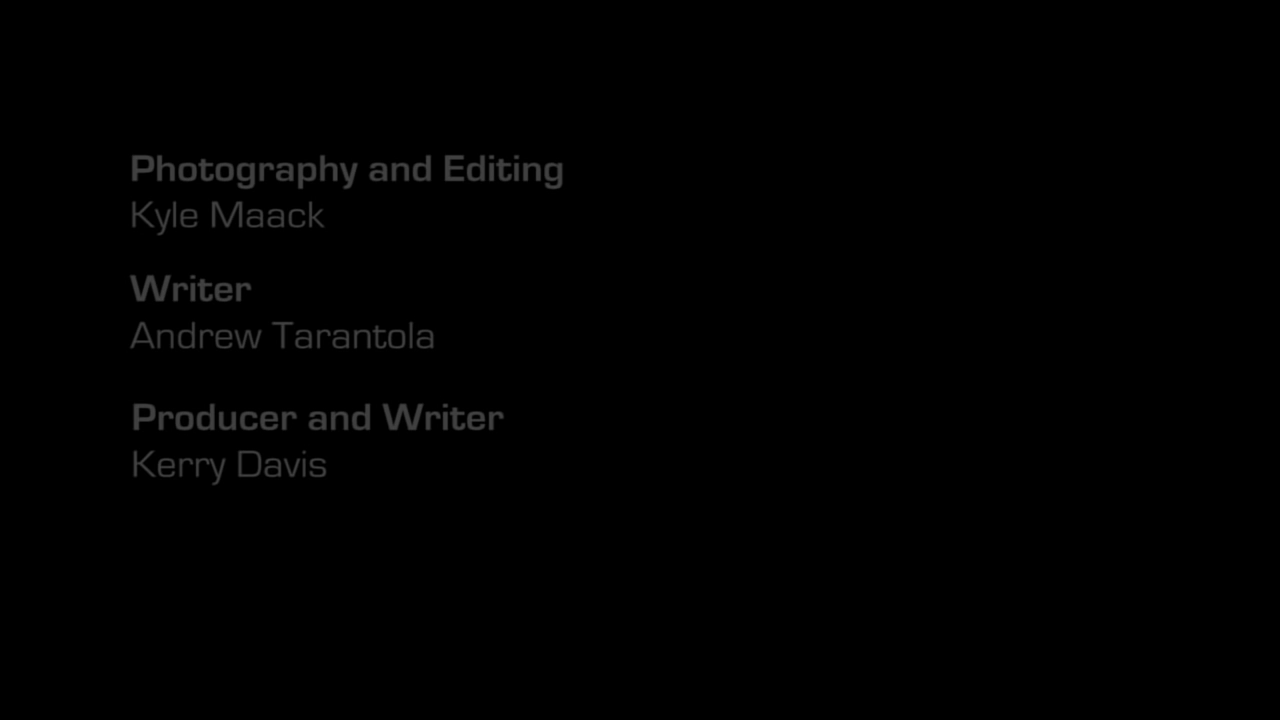 Photography and Editing
Kyle Maack
Writer
Andrew Tarantola
Producer and Writer
Kerry Davis